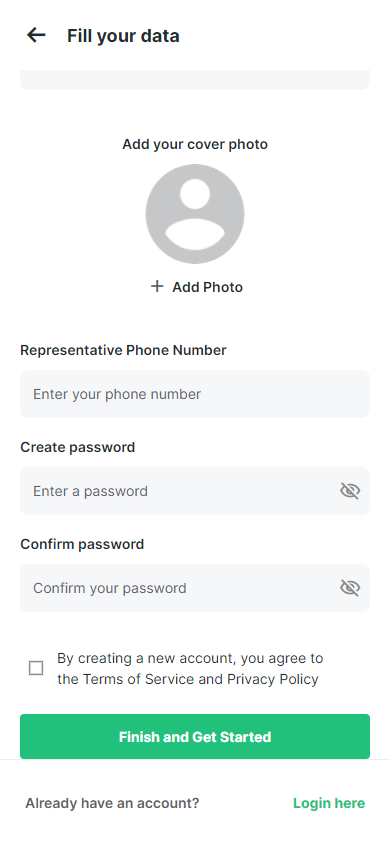 Fill your data
Add your cover photo
+ Add Photo
Representative Phone Number
Enter your phone number
Create password
Enter a password
Confirm password
Confirm your password
By creating a new account, you agree to
the Terms of Service and Privacy Policy
Finish and Get Started
Already have an account? Login here